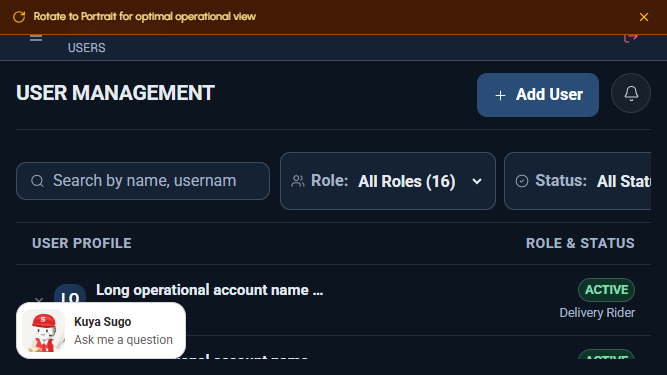 Rotate to Portrait for optimal operational view
USERS
USER MANAGEMENT
Add User
Search by name, usernam
Role: All Roles (16)
Status: All Statu
USER PROFILE
ROLE & STATUS
LO
Long operational account name ...
ACTIVE
Delivery Rider
Kuya Sugo
Ask me a question
account name
ACTIVE